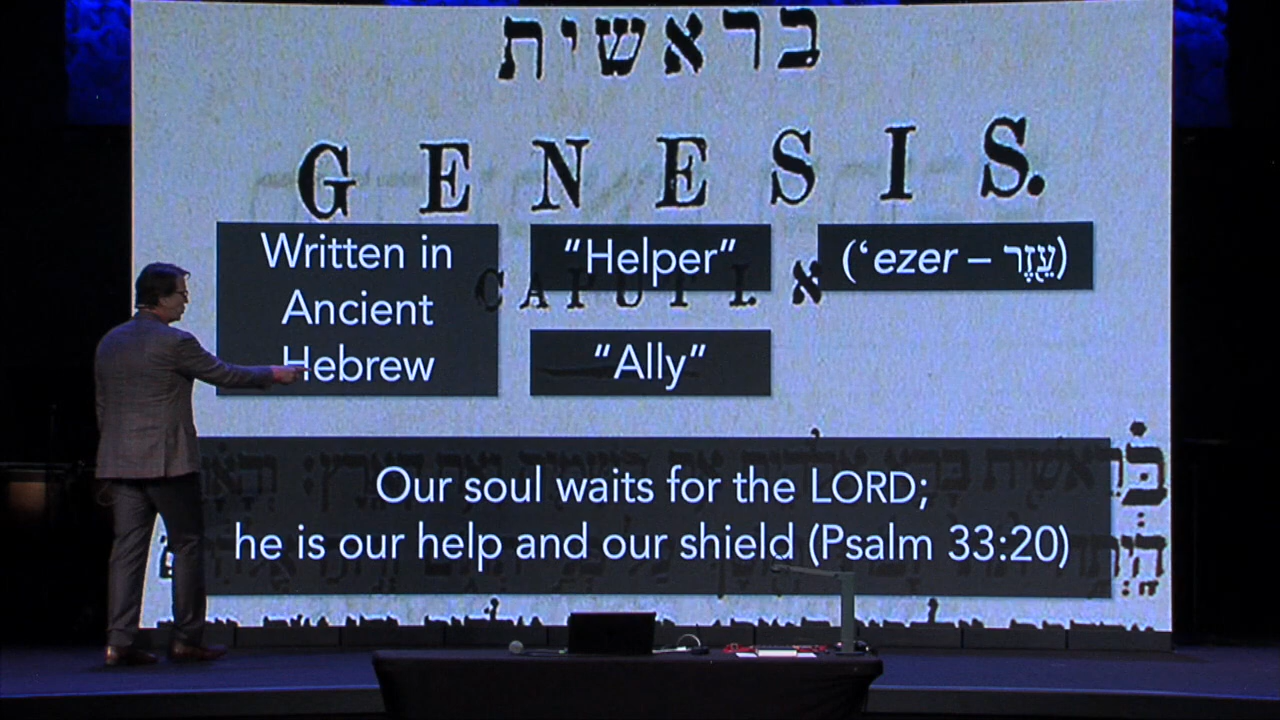 בראשית
GENESIS.
Written in
Ancient
Hebrew
“Helper”
(‘ezer – עֵזֶר)
CAPUT I. א
“Ally”
Our soul waits for the LORD;
he is our help and our shield (Psalm 33:20)